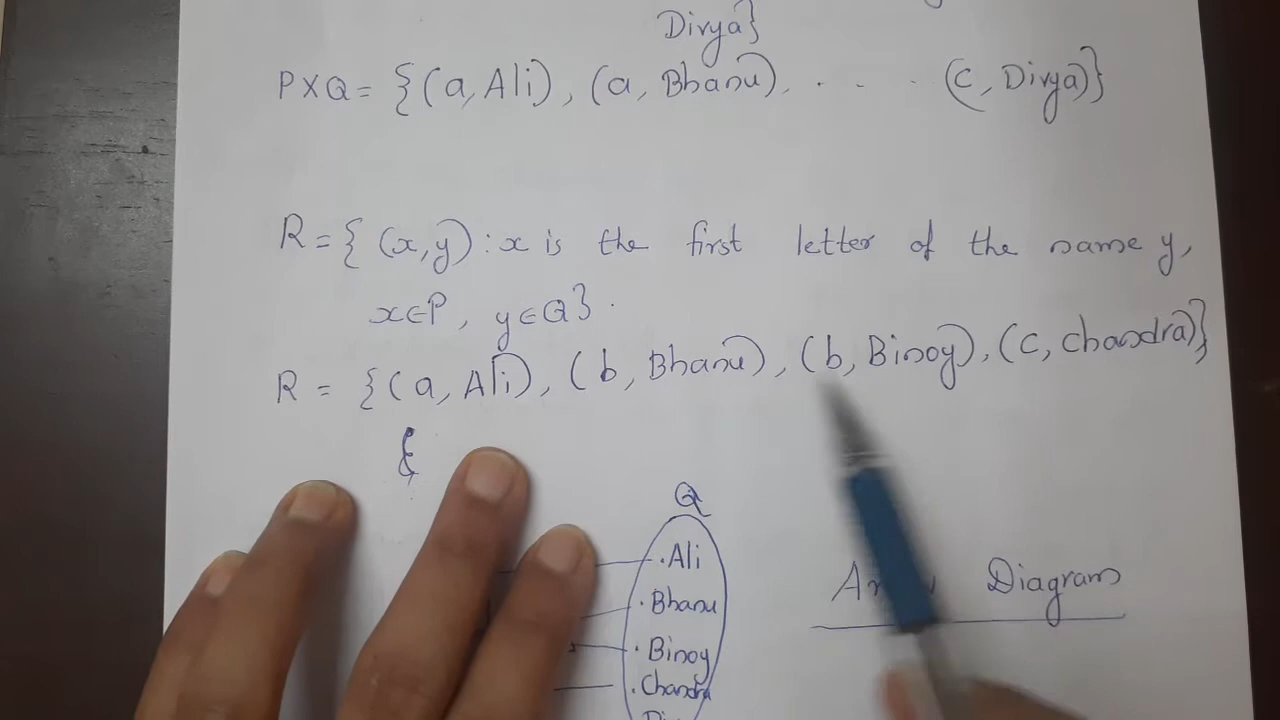 Divya}
P X Q = {(a, Ali), (a, Bhanu), . . . (c, Divya)}
R = { (x,y) : x is the first letter of the name y,
x∈P, y∈Q} .
R = {(a, Ali), (b, Bhanu), (b, Binoy), (c, Chandra)}
{
Q
.Ali
.Bhanu
.Binoy
.Chandra
Diagram